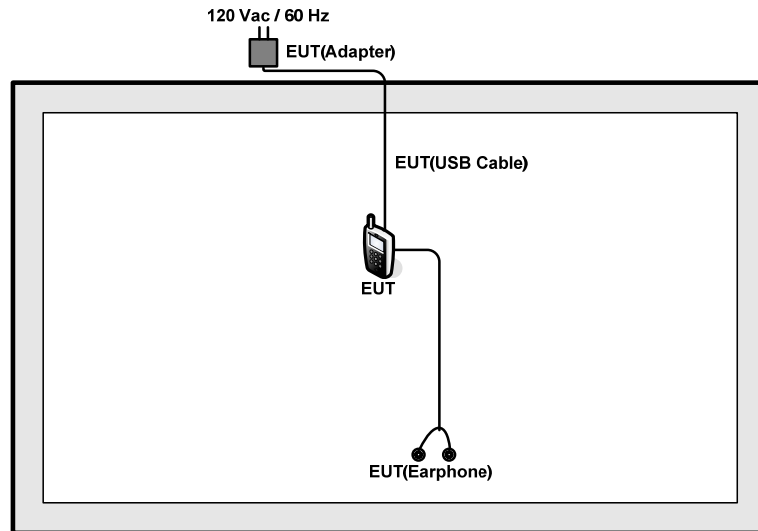 120 Vac / 60 Hz
EUT(Adapter)
EUT(USB Cable)
EUT
EUT(Earphone)